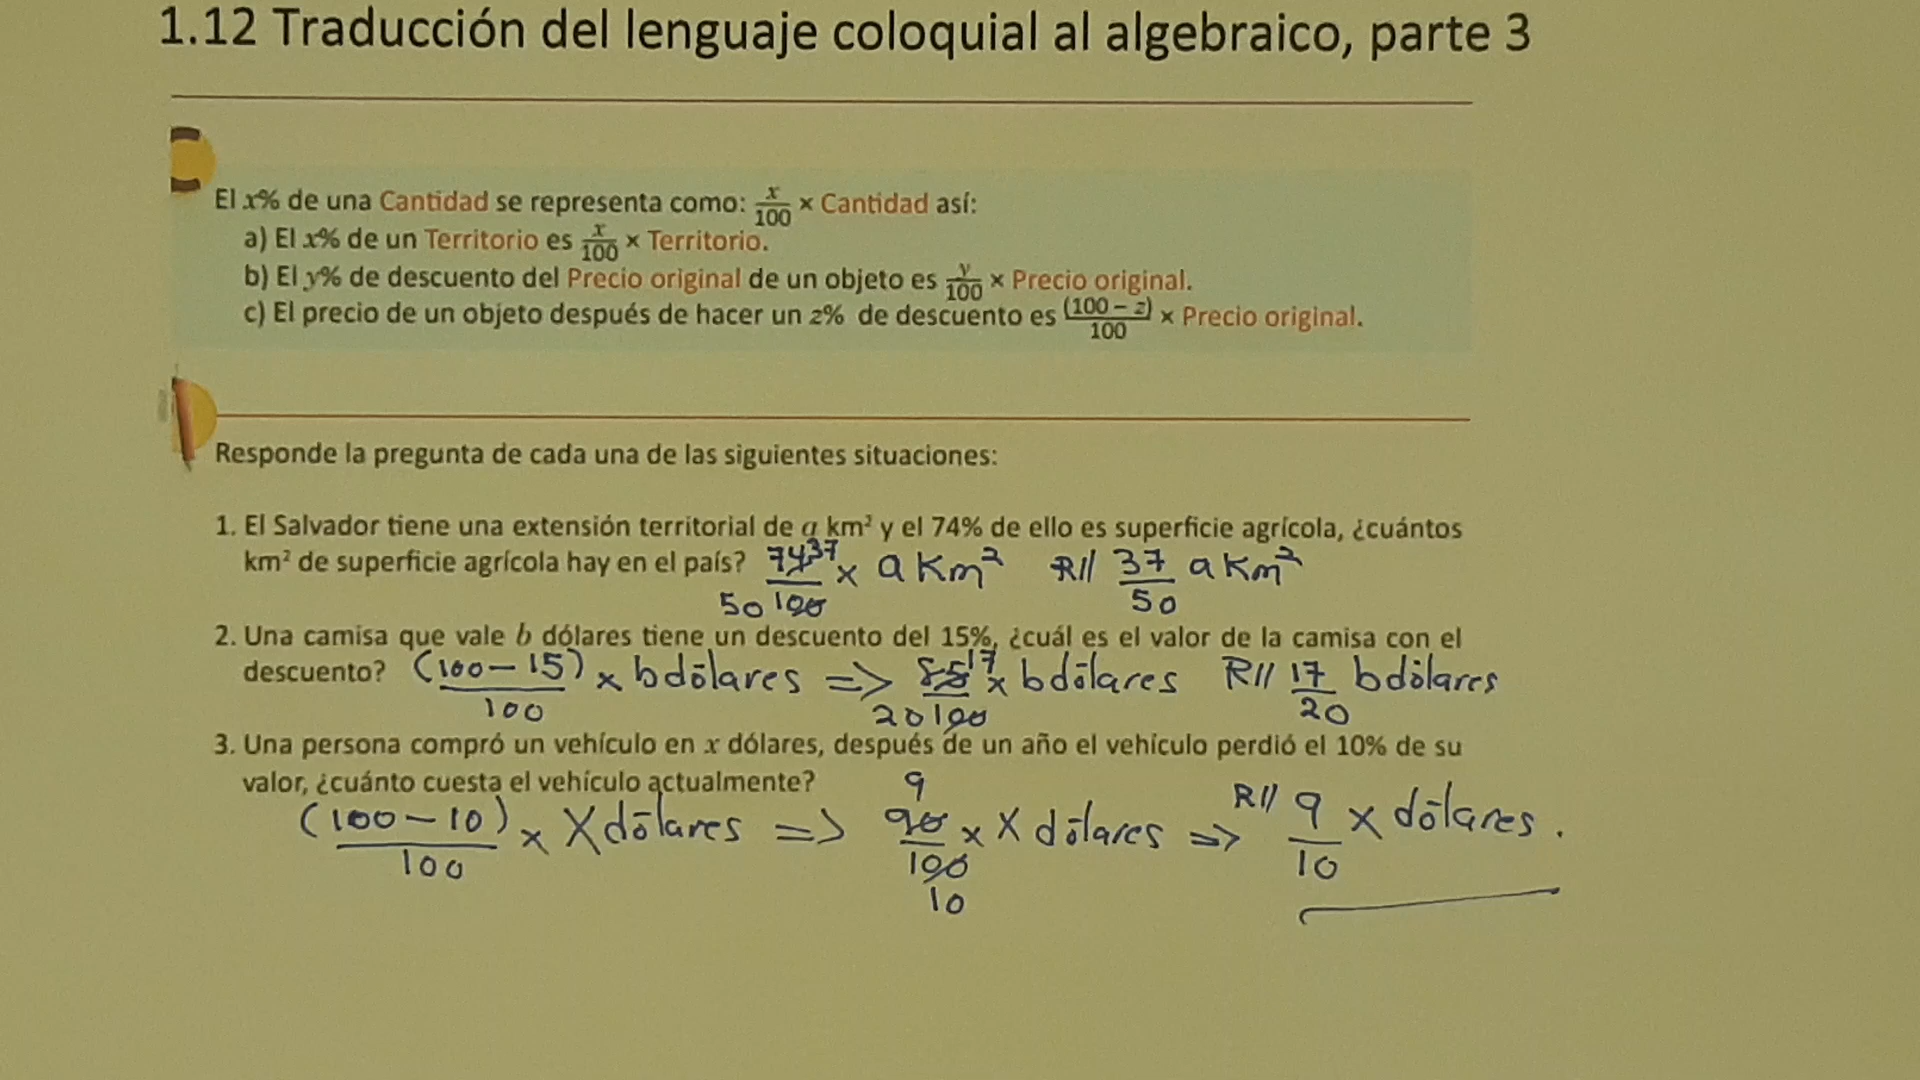 1.12 Traducción del lenguaje coloquial al algebraico, parte 3
El x% de una Cantidad se representa como: x/100 × Cantidad así:
a) El x% de un Territorio es x/100 × Territorio.
b) El y% de descuento del Precio original de un objeto es y/100 × Precio original.
c) El precio de un objeto después de hacer un z% de descuento es (100 – z)/100 × Precio original.
Responde la pregunta de cada una de las siguientes situaciones:
1. El Salvador tiene una extensión territorial de a km² y el 74% de ello es superficie agrícola, ¿cuántos
km² de superficie agrícola hay en el país? 74 37/50 100 × a Km² R// 37/50 a Km²
2. Una camisa que vale b dólares tiene un descuento del 15%, ¿cuál es el valor de la camisa con el
descuento? (100-15)/100 × b dólares => 85 17/20 100 × b dólares R// 17/20 b dólares
3. Una persona compró un vehículo en x dólares, después de un año el vehículo perdió el 10% de su
valor, ¿cuánto cuesta el vehículo actualmente?
(100-10)/100 × X dólares => 9 90/100 10 × X dólares => R// 9/10 x dólares.